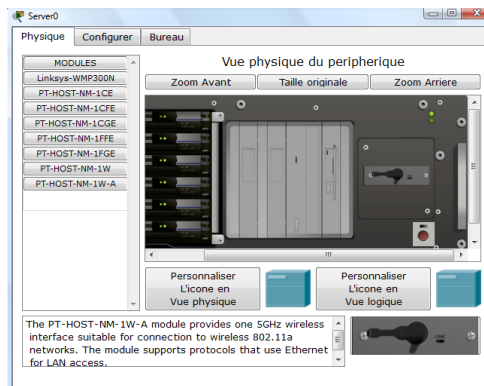 Server0
Physique Configurer Bureau
MODULES
Linksys-WMP300N
PT-HOST-NM-1CE
PT-HOST-NM-1CFE
PT-HOST-NM-1CGE
PT-HOST-NM-1FFE
PT-HOST-NM-1FGE
PT-HOST-NM-1W
PT-HOST-NM-1W-A
Vue physique du peripherique
Zoom Avant Taille originale Zoom Arriere
Personnaliser
L'icone en
Vue physique
Personnaliser
L'icone en
Vue logique
The PT-HOST-NM-1W-A module provides one 5GHz wireless
interface suitable for connection to wireless 802.11a
networks. The module supports protocols that use Ethernet
for LAN access.